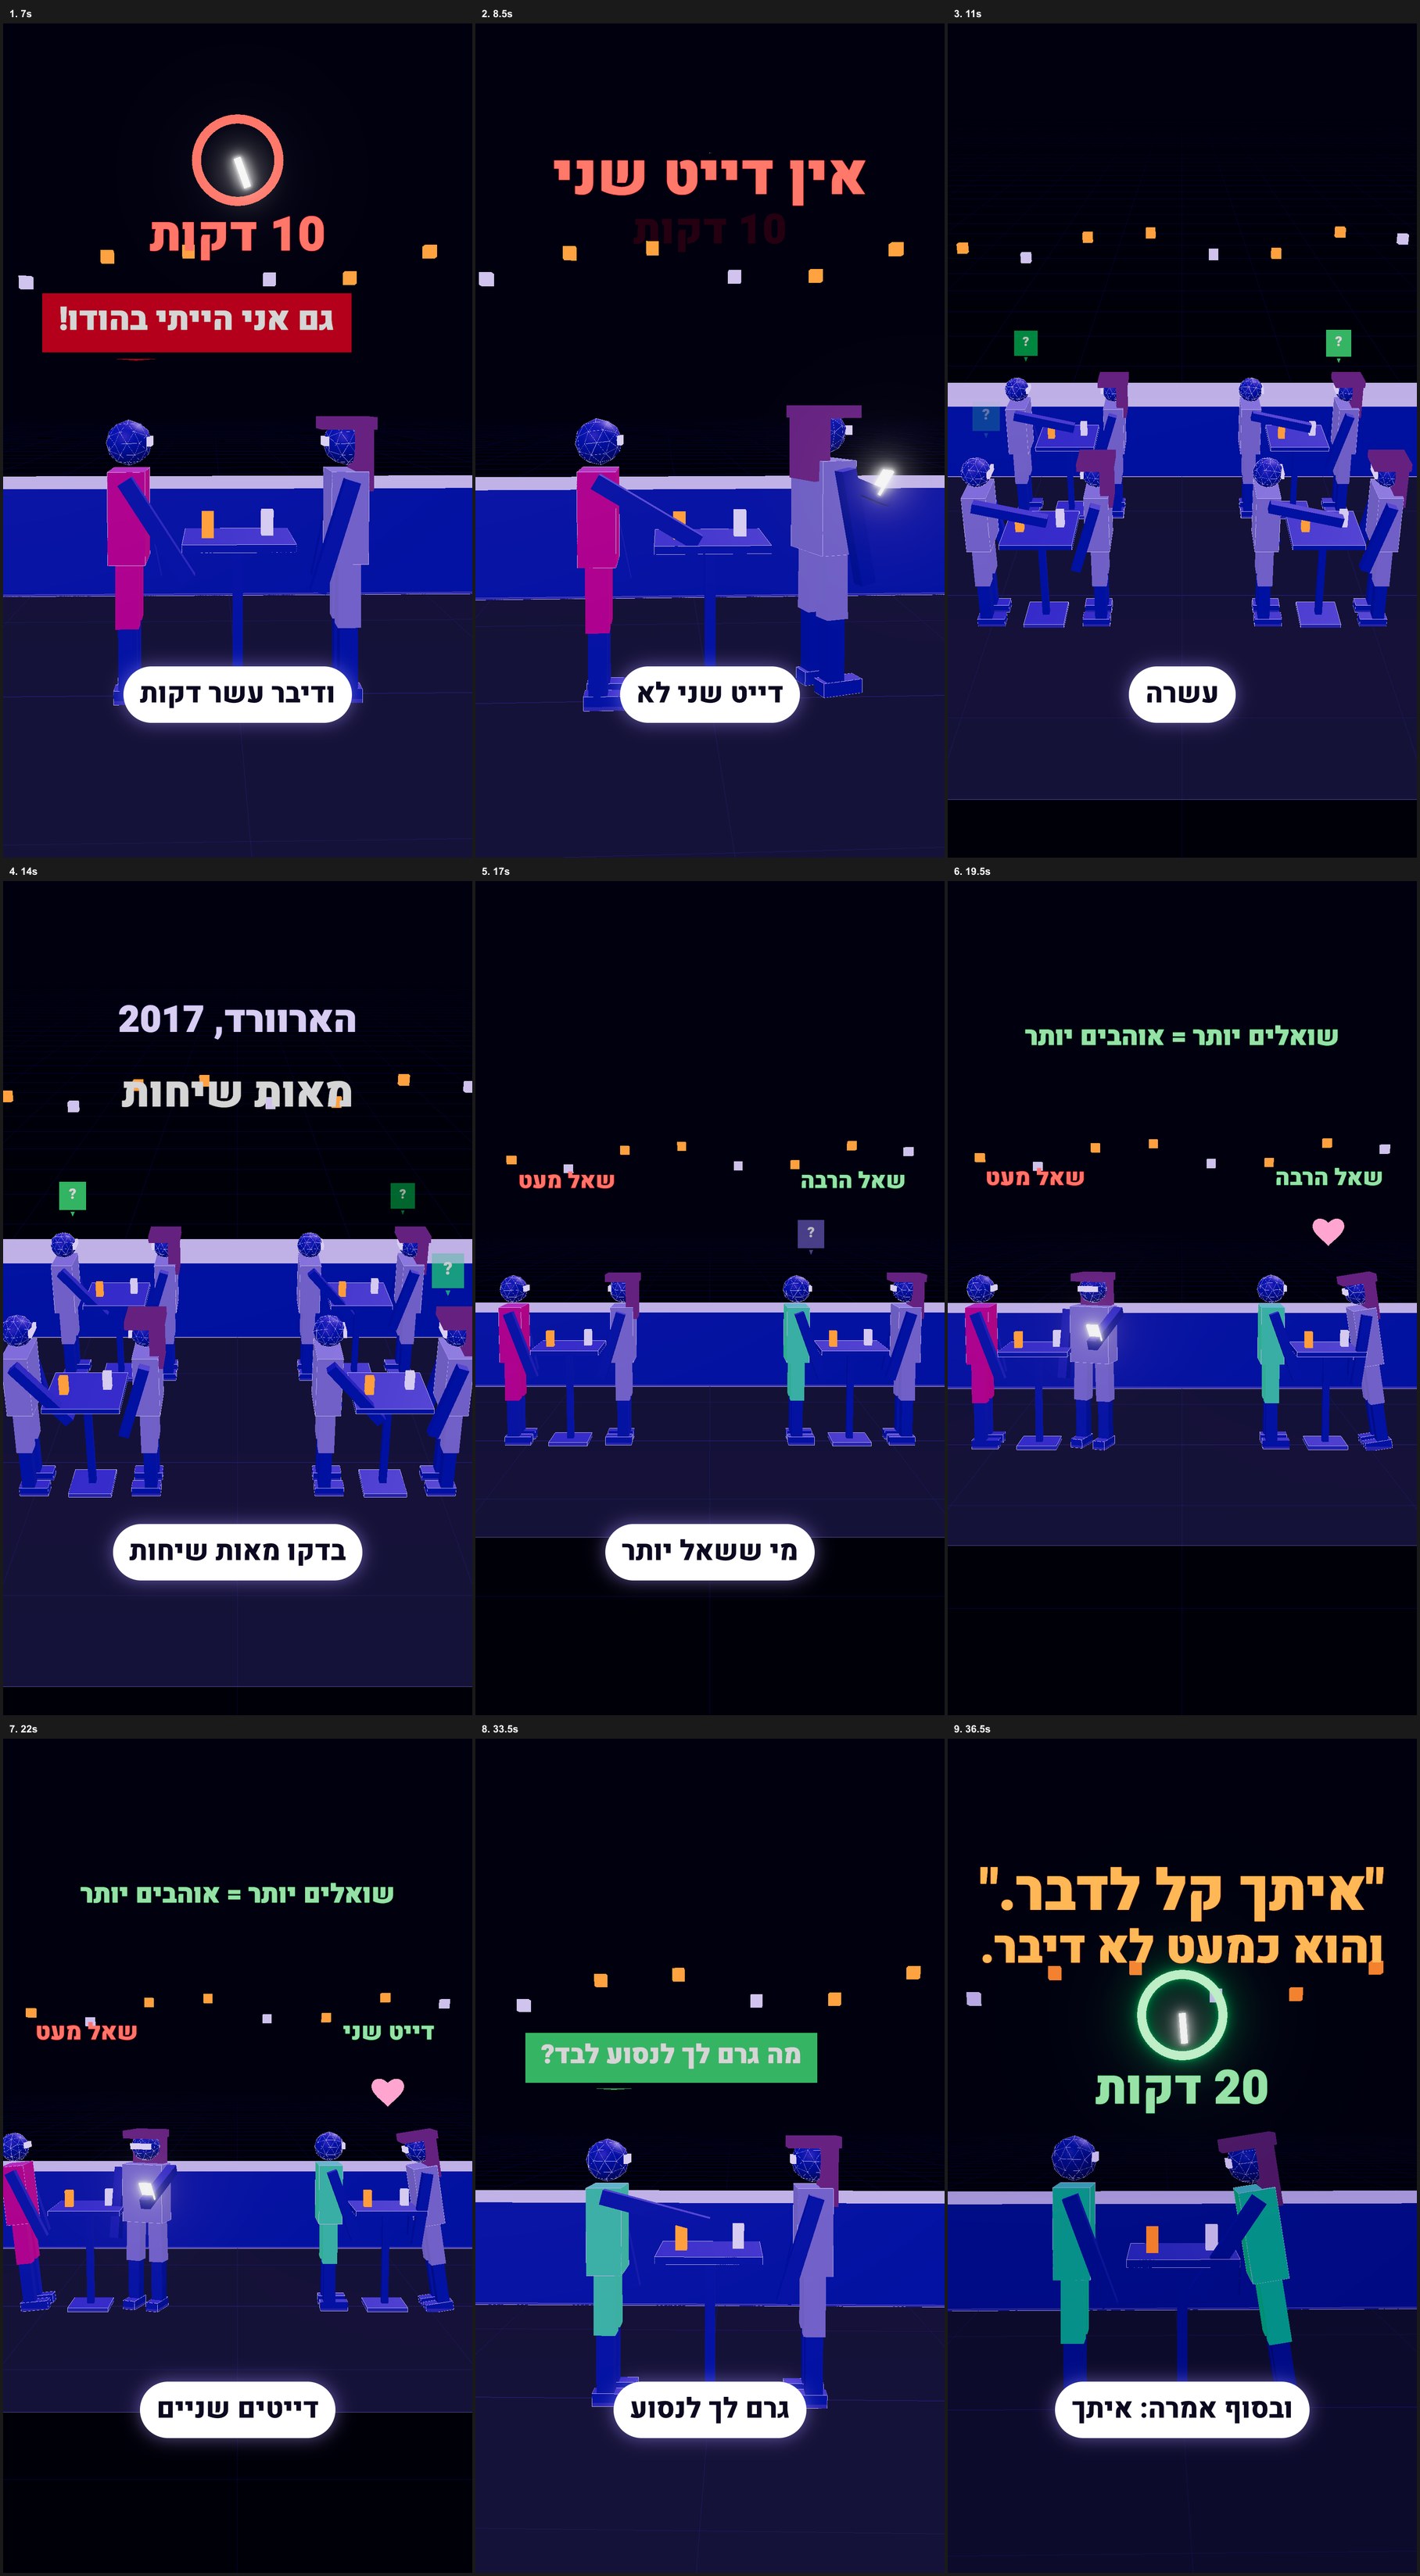 1. 7s
10 דקות
גם אני הייתי בהודו!
ודיבר עשר דקות
2. 8.5s
אין דייט שני
10 דקות
דייט שני לא
3. 11s
?
?
?
עשרה
4. 14s
הארוורד, 2017
מאות שיחות
?
?
?
בדקו מאות שיחות
5. 17s
שאל מעט
שאל הרבה
?
מי ששאל יותר
6. 19.5s
שואלים יותר = אוהבים יותר
שאל מעט
שאל הרבה
7. 22s
שואלים יותר = אוהבים יותר
שאל מעט
דייט שני
דייטים שניים
8. 33.5s
מה גרם לך לנסוע לבד?
גרם לך לנסוע
9. 36.5s
"איתך קל לדבר."
והוא כמעט לא דיבר.
20 דקות
ובסוף אמרה: איתך